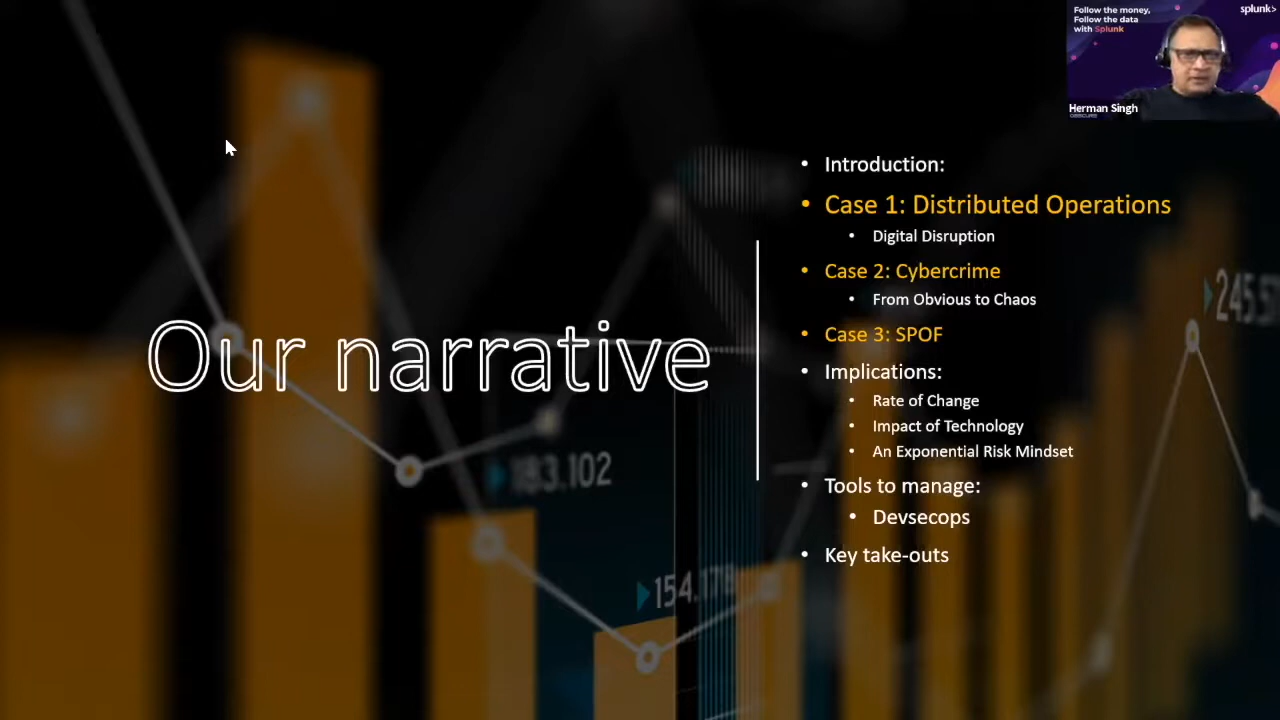 Follow the money,
Follow the data
with Splunk
splunk>
Herman Singh
Our narrative
• Introduction:
• Case 1: Distributed Operations
• Digital Disruption
• Case 2: Cybercrime
• From Obvious to Chaos
• Case 3: SPOF
• Implications:
• Rate of Change
• Impact of Technology
• An Exponential Risk Mindset
• Tools to manage:
• Devsecops
• Key take-outs
183.102
154.178